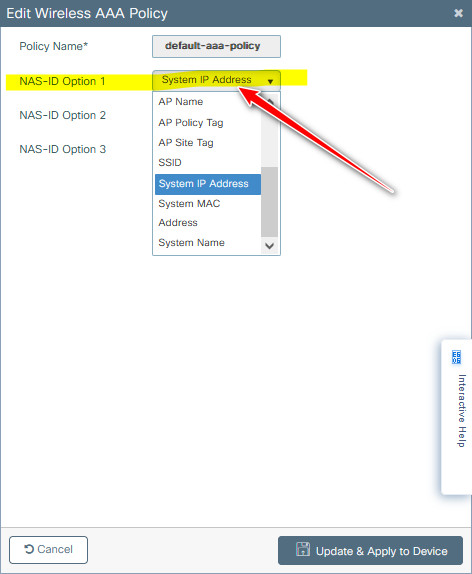 Edit Wireless AAA Policy
Policy Name* default-aaa-policy
NAS-ID Option 1 System IP Address
AP Name
NAS-ID Option 2 AP Policy Tag
NAS-ID Option 3 AP Site Tag
SSID
System IP Address
System MAC
Address
System Name
Interactive Help
Cancel Update & Apply to Device